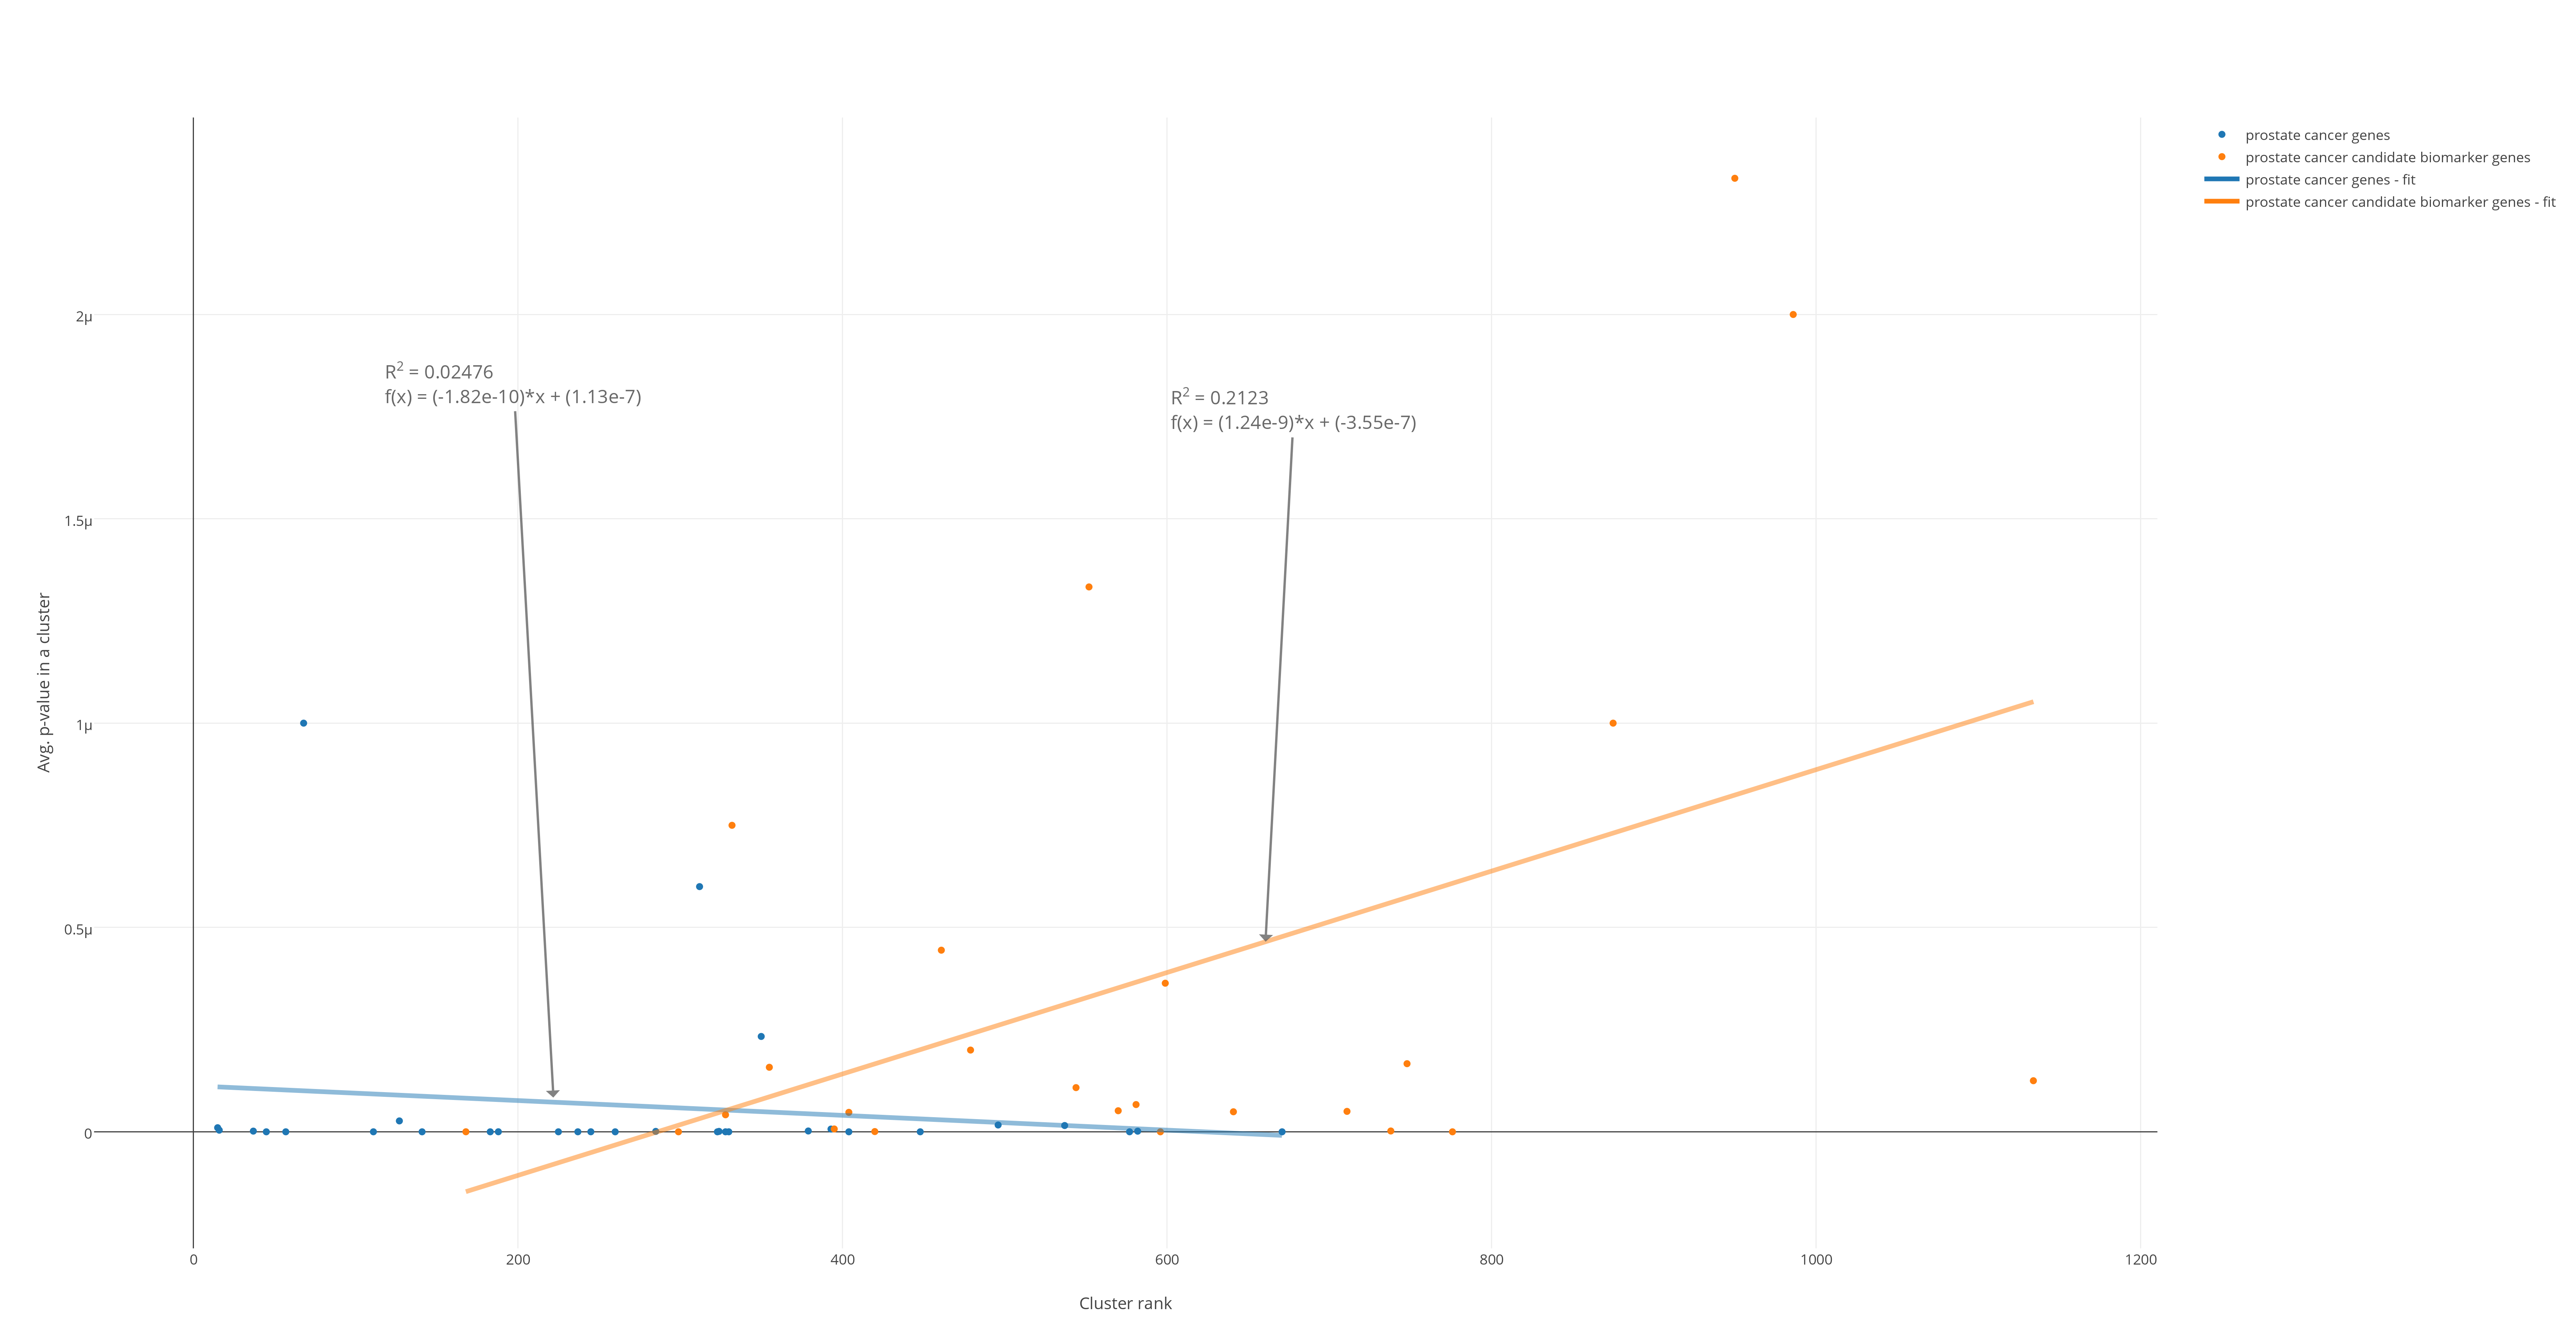 prostate cancer genes
prostate cancer candidate biomarker genes
prostate cancer genes - fit
prostate cancer candidate biomarker genes - fit
2µ
1.5µ
1µ
0.5µ
0
Avg. p-value in a cluster
R² = 0.02476
f(x) = (-1.82e-10)*x + (1.13e-7)
R² = 0.2123
f(x) = (1.24e-9)*x + (-3.55e-7)
0 200 400 600 800 1000 1200
Cluster rank